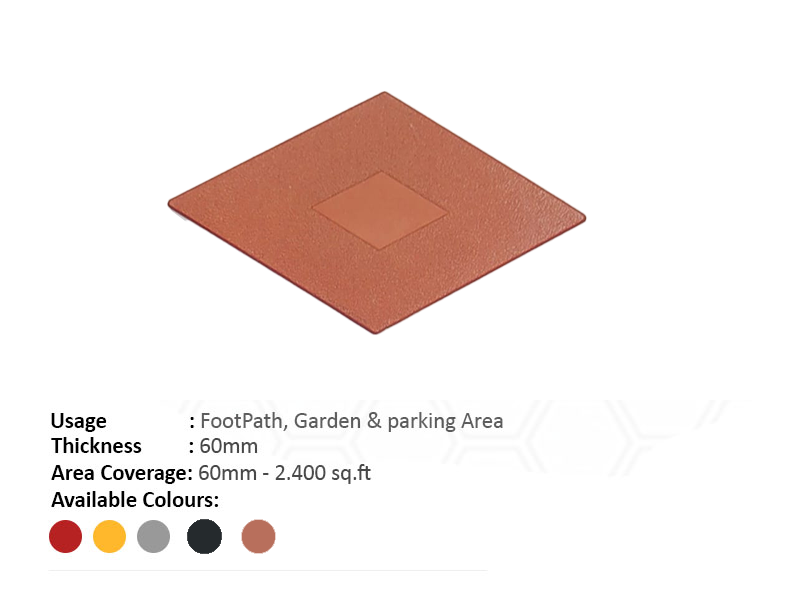 Usage : FootPath, Garden & parking Area
Thickness : 60mm
Area Coverage: 60mm - 2.400 sq.ft
Available Colours: